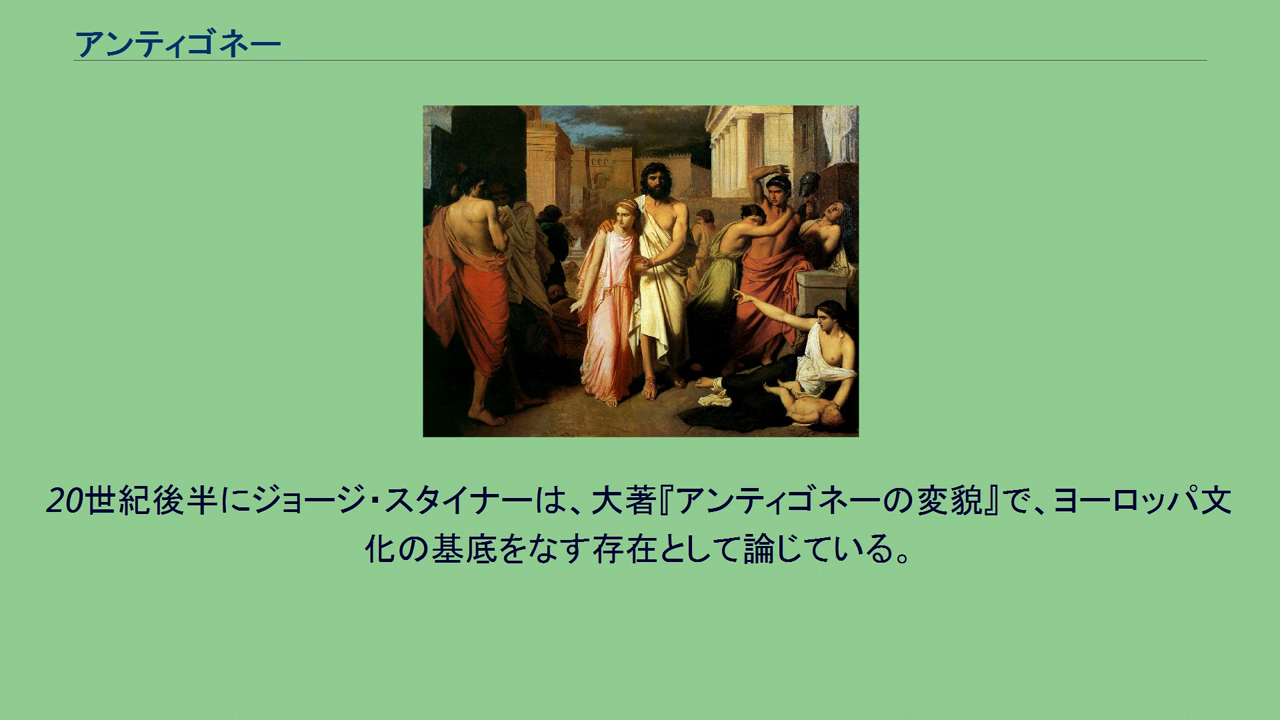 アンティゴネー
20世紀後半にジョージ・スタイナーは、大著『アンティゴネーの変貌』で、ヨーロッパ文
化の基底をなす存在として論じている。